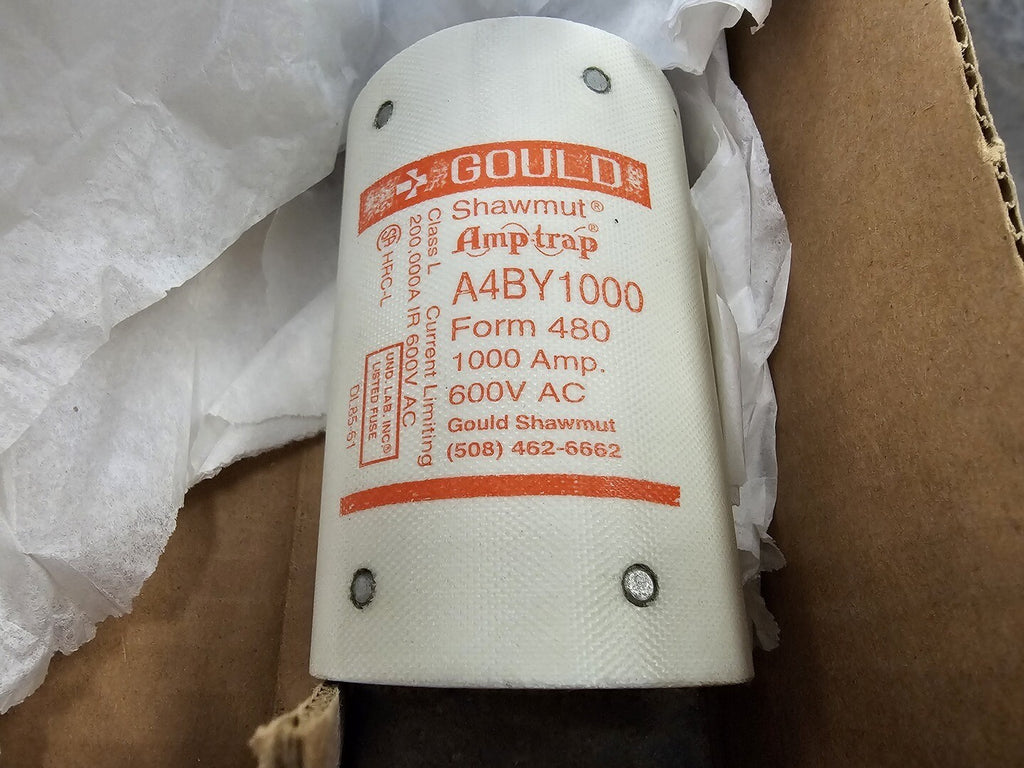 GOULD
Shawmut®
Amp-trap®
A4BY1000
Form 480
1000 Amp.
600V AC
Gould Shawmut
(508) 462-6662
Class L Current Limiting
200,000A IR 600V AC
SA HRC-L
UND. LAB. INC®
LISTED FUSE